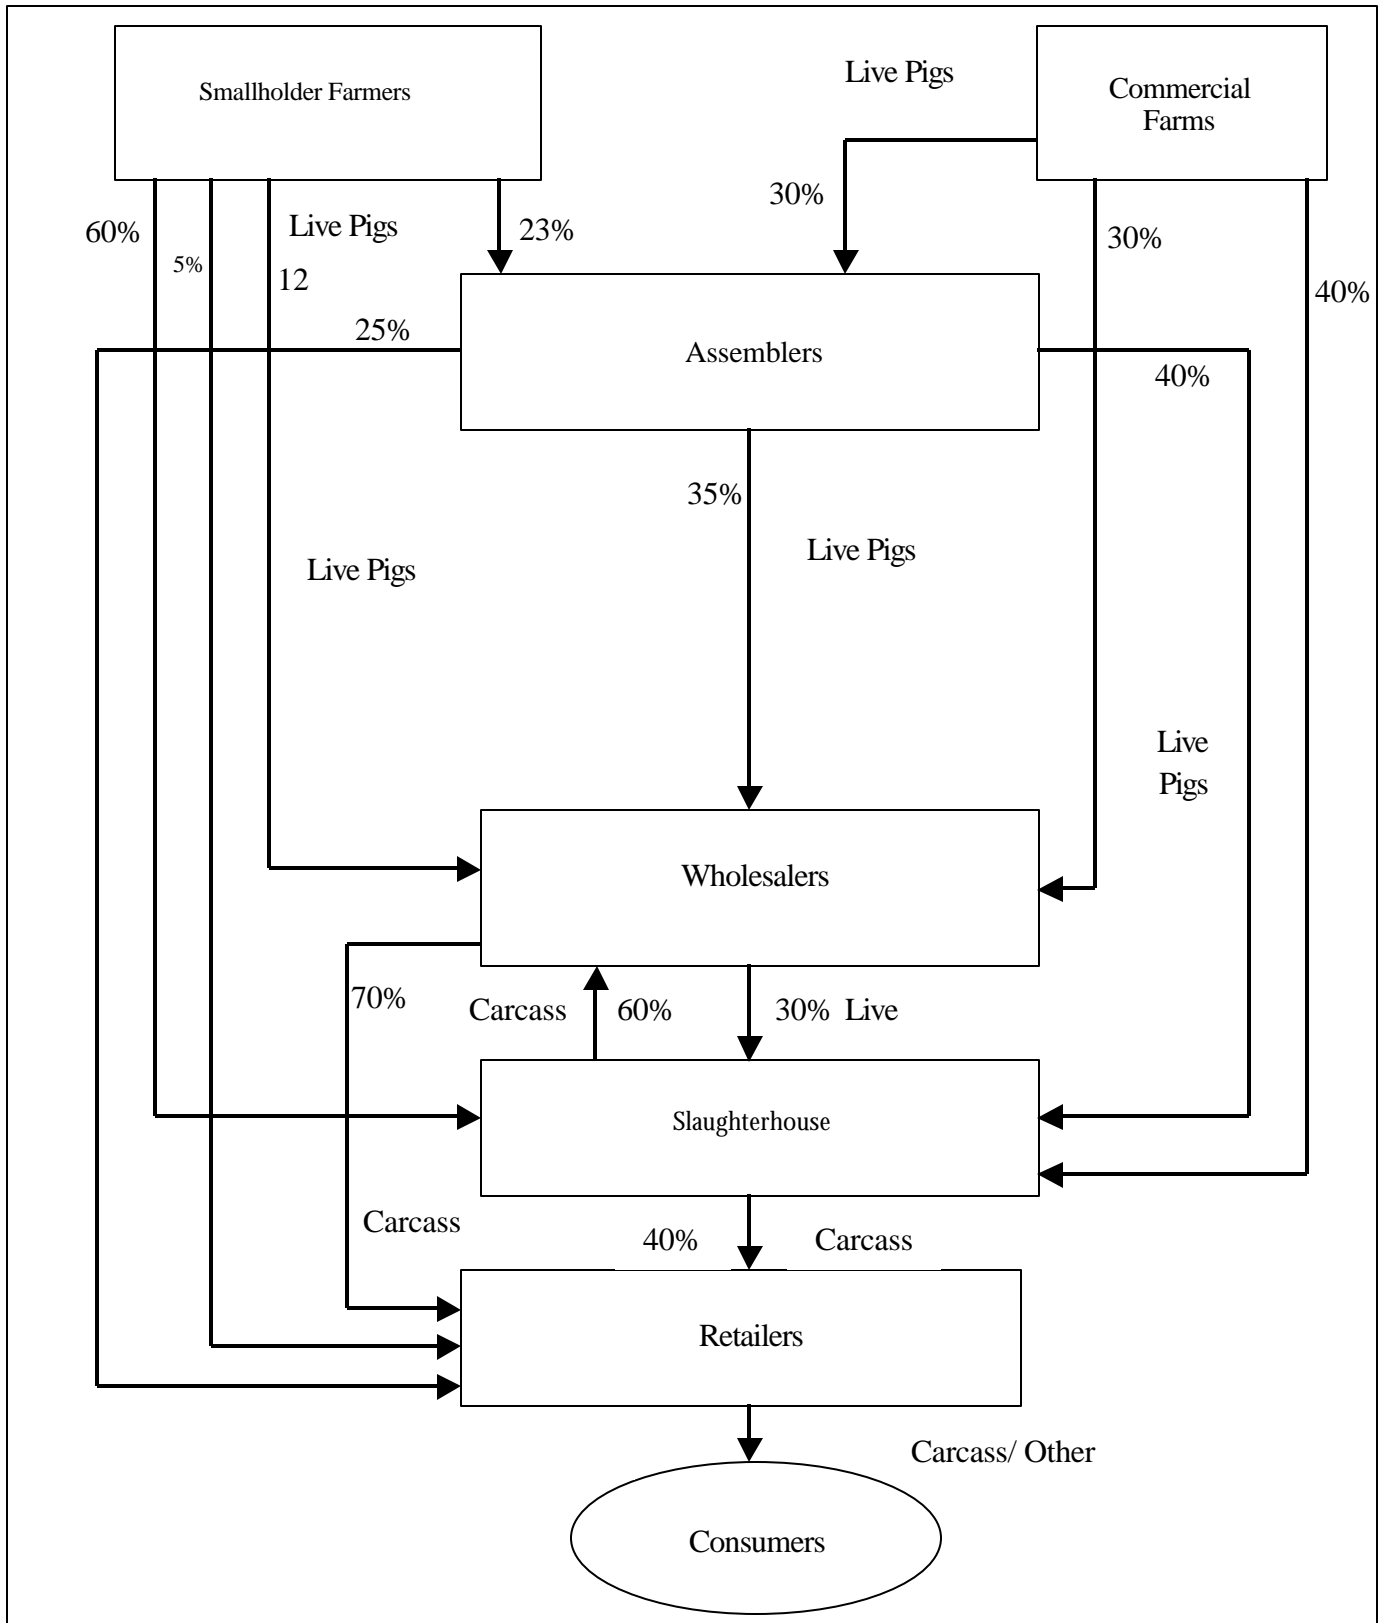 Smallholder Farmers
Live Pigs
Commercial
Farms
30%
60%
Live Pigs
23%
30%
5%
12
40%
25%
Assemblers
40%
35%
Live Pigs
Live Pigs
Live
Pigs
Wholesalers
70%
Carcass
60%
30% Live
Slaughterhouse
Carcass
40%
Carcass
Retailers
Carcass/ Other
Consumers